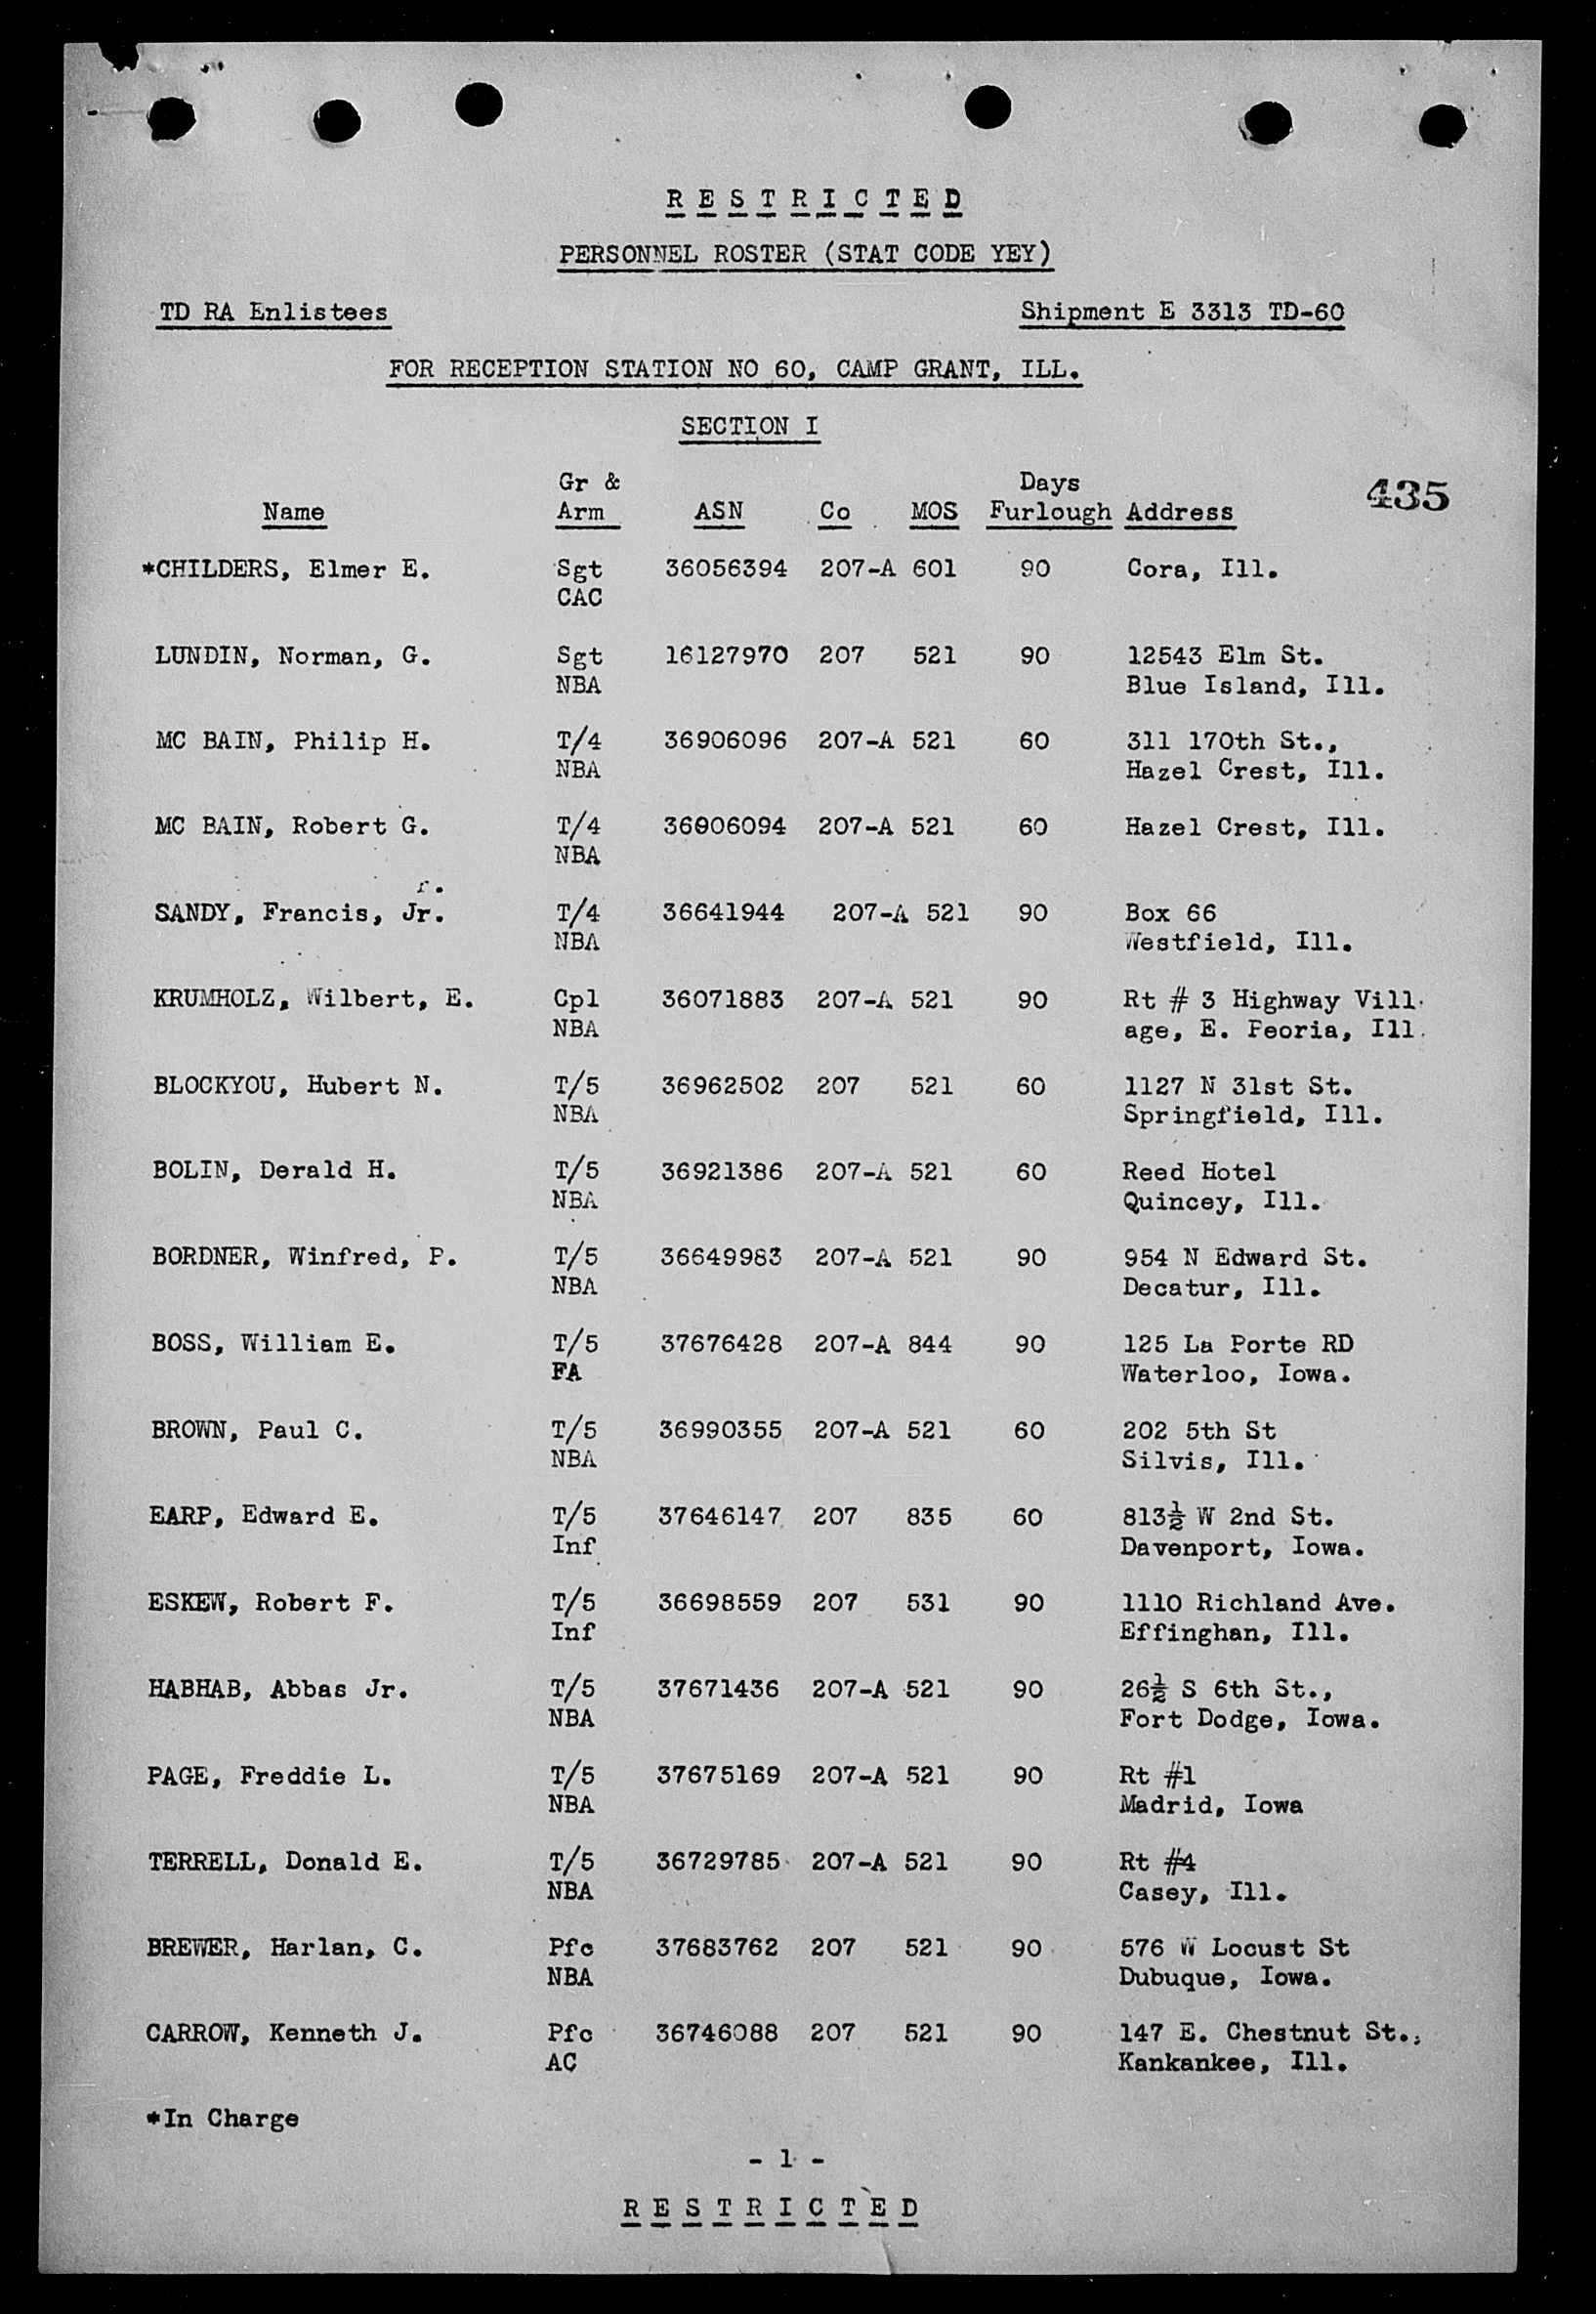 RESTRICTED
PERSONNEL ROSTER (STAT CODE YEY)
TD RA Enlistees Shipment E 3313 TD-60
FOR RECEPTION STATION NO 60, CAMP GRANT, ILL.
SECTION I
Gr & Days
435
Name Arm ASN Co MOS Furlough Address
*CHILDERS, Elmer E. Sgt 36056394 207-A 601 90 Cora, Ill.
CAC
LUNDIN, Norman, G. Sgt 16127970 207 521 90 12543 Elm St.
NBA Blue Island, Ill.
MC BAIN, Philip H. T/4 36906096 207-A 521 60 311 170th St.,
NBA Hazel Crest, Ill.
MC BAIN, Robert G. T/4 36906094 207-A 521 60 Hazel Crest, Ill.
NBA
r.
SANDY, Francis, Jr. T/4 36641944 207-A 521 90 Box 66
NBA Westfield, Ill.
KRUMHOLZ, Wilbert, E. Cpl 36071883 207-A 521 90 Rt # 3 Highway Vill-
NBA age, E. Peoria, Ill.
BLOCKYOU, Hubert N. T/5 36962502 207 521 60 1127 N 31st St.
NBA Springfield, Ill.
BOLIN, Derald H. T/5 36921386 207-A 521 60 Reed Hotel
NBA Quincey, Ill.
BORDNER, Winfred, P. T/5 36649983 207-A 521 90 954 N Edward St.
NBA Decatur, Ill.
BOSS, William E. T/5 37676428 207-A 844 90 125 La Porte RD
FA Waterloo, Iowa.
BROWN, Paul C. T/5 36990355 207-A 521 60 202 5th St
NBA Silvis, Ill.
EARP, Edward E. T/5 37646147 207 835 60 813½ W 2nd St.
Inf Davenport, Iowa.
ESKEW, Robert F. T/5 36698559 207 531 90 1110 Richland Ave.
Inf Effinghan, Ill.
HABHAB, Abbas Jr. T/5 37671436 207-A 521 90 26½ S 6th St.,
NBA Fort Dodge, Iowa.
PAGE, Freddie L. T/5 37675169 207-A 521 90 Rt #1
NBA Madrid, Iowa
TERRELL, Donald E. T/5 36729785 207-A 521 90 Rt #4
NBA Casey, Ill.
BREWER, Harlan, C. Pfc 37683762 207 521 90 576 W Locust St
NBA Dubuque, Iowa.
CARROW, Kenneth J. Pfc 36746088 207 521 90 147 E. Chestnut St.,
AC Kankankee, Ill.
*In Charge
- 1 -
RESTRICTED